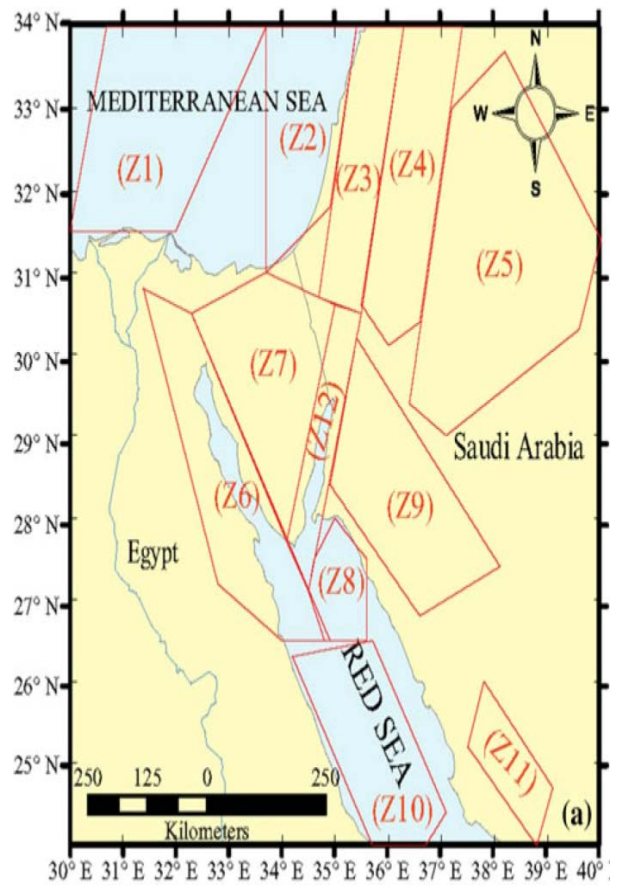 34° N
33° N
32° N
31° N
30° N
29° N
28° N
27° N
26° N
25° N
N
W
E
S
MEDITERRANEAN SEA
(Z1)
(Z2)
(Z3)
(Z4)
(Z5)
(Z7)
(Z12)
Saudi Arabia
(Z6)
(Z9)
Egypt
(Z8)
RED SEA
(Z11)
(Z10)
250 125 0 250
Kilometers
(a)
30° E 31° E 32° E 33° E 34° E 35° E 36° E 37° E 38° E 39° E 40° E